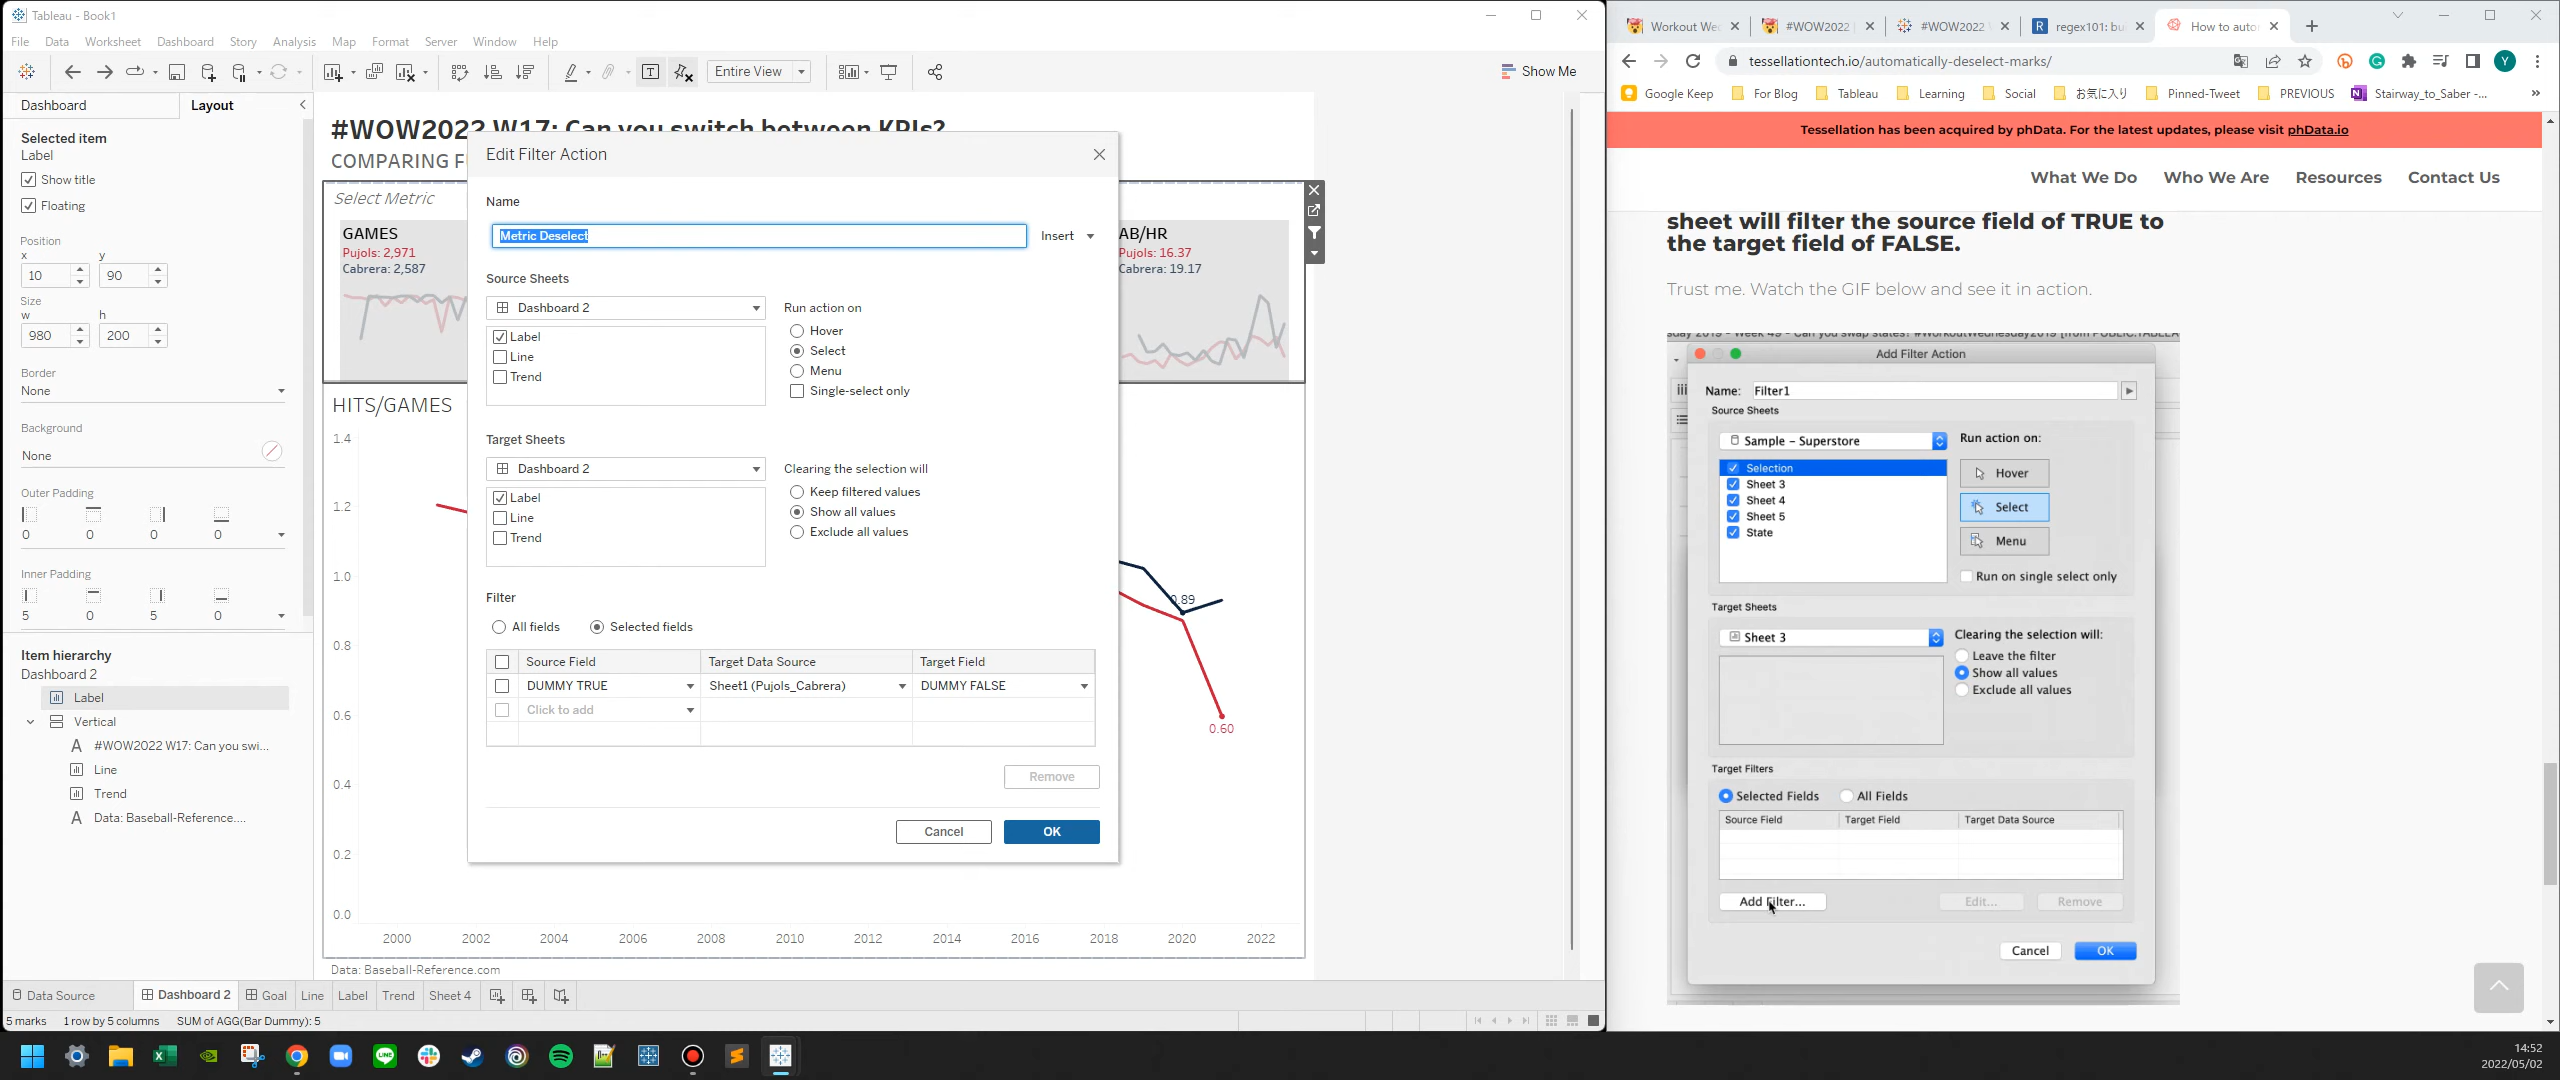 Tableau - Book1
File Data Worksheet Dashboard Story Analysis Map Format Server Window Help
Entire View
Show Me
Dashboard
Layout
Selected item
Label
Show title
Floating
Position
x y
10 90
Size
w h
980 200
Border
None
Background
None
Outer Padding
0 0 0 0
Inner Padding
5 0 5 0
Item hierarchy
Dashboard 2
Label
Vertical
#WOW2022 W17: Can you swi...
Line
Trend
Data: Baseball-Reference....
#WOW2022 W17: Can you switch between KPIs?
COMPARING F
Select Metric
GAMES
Pujols: 2,971
Cabrera: 2,587
AB/HR
Pujols: 16.37
Cabrera: 19.17
HITS/GAMES
1.4
1.2
1.0
0.8
0.6
0.4
0.2
0.0
0.89
0.60
2000 2002 2004 2006 2008 2010 2012 2014 2016 2018 2020 2022
Data: Baseball-Reference.com
Edit Filter Action
Name
Metric Deselect
Insert
Source Sheets
Dashboard 2
Label
Line
Trend
Run action on
Hover
Select
Menu
Single-select only
Target Sheets
Dashboard 2
Label
Line
Trend
Clearing the selection will
Keep filtered values
Show all values
Exclude all values
Filter
All fields
Selected fields
Source Field Target Data Source Target Field
DUMMY TRUE Sheet1 (Pujols_Cabrera) DUMMY FALSE
Click to add
Remove
Cancel
OK
Data Source
Dashboard 2
Goal
Line
Label
Trend
Sheet 4
5 marks 1 row by 5 columns SUM of AGG(Bar Dummy): 5
Workout We
#WOW2022
#WOW2022
regex101: bu
How to auto
tessellationtech.io/automatically-deselect-marks/
Y
Google Keep For Blog Tableau Learning Social お気に入り Pinned-Tweet PREVIOUS Stairway_to_Saber -...
Tessellation has been acquired by phData. For the latest updates, please visit phData.io
What We Do Who We Are Resources Contact Us
sheet will filter the source field of TRUE to
the target field of FALSE.
Trust me. Watch the GIF below and see it in action.
sday 2019 - Week 49 - Can you swap states? #WorkoutWednesday2019 [from PUBLIC.TABLEA
Add Filter Action
Name: Filter1
Source Sheets
Sample – Superstore
Selection
Sheet 3
Sheet 4
Sheet 5
State
Run action on:
Hover
Select
Menu
Run on single select only
Target Sheets
Sheet 3
Clearing the selection will:
Leave the filter
Show all values
Exclude all values
Target Filters
Selected Fields
All Fields
Source Field Target Field Target Data Source
Add Filter...
Edit...
Remove
Cancel
OK
14:52
2022/05/02